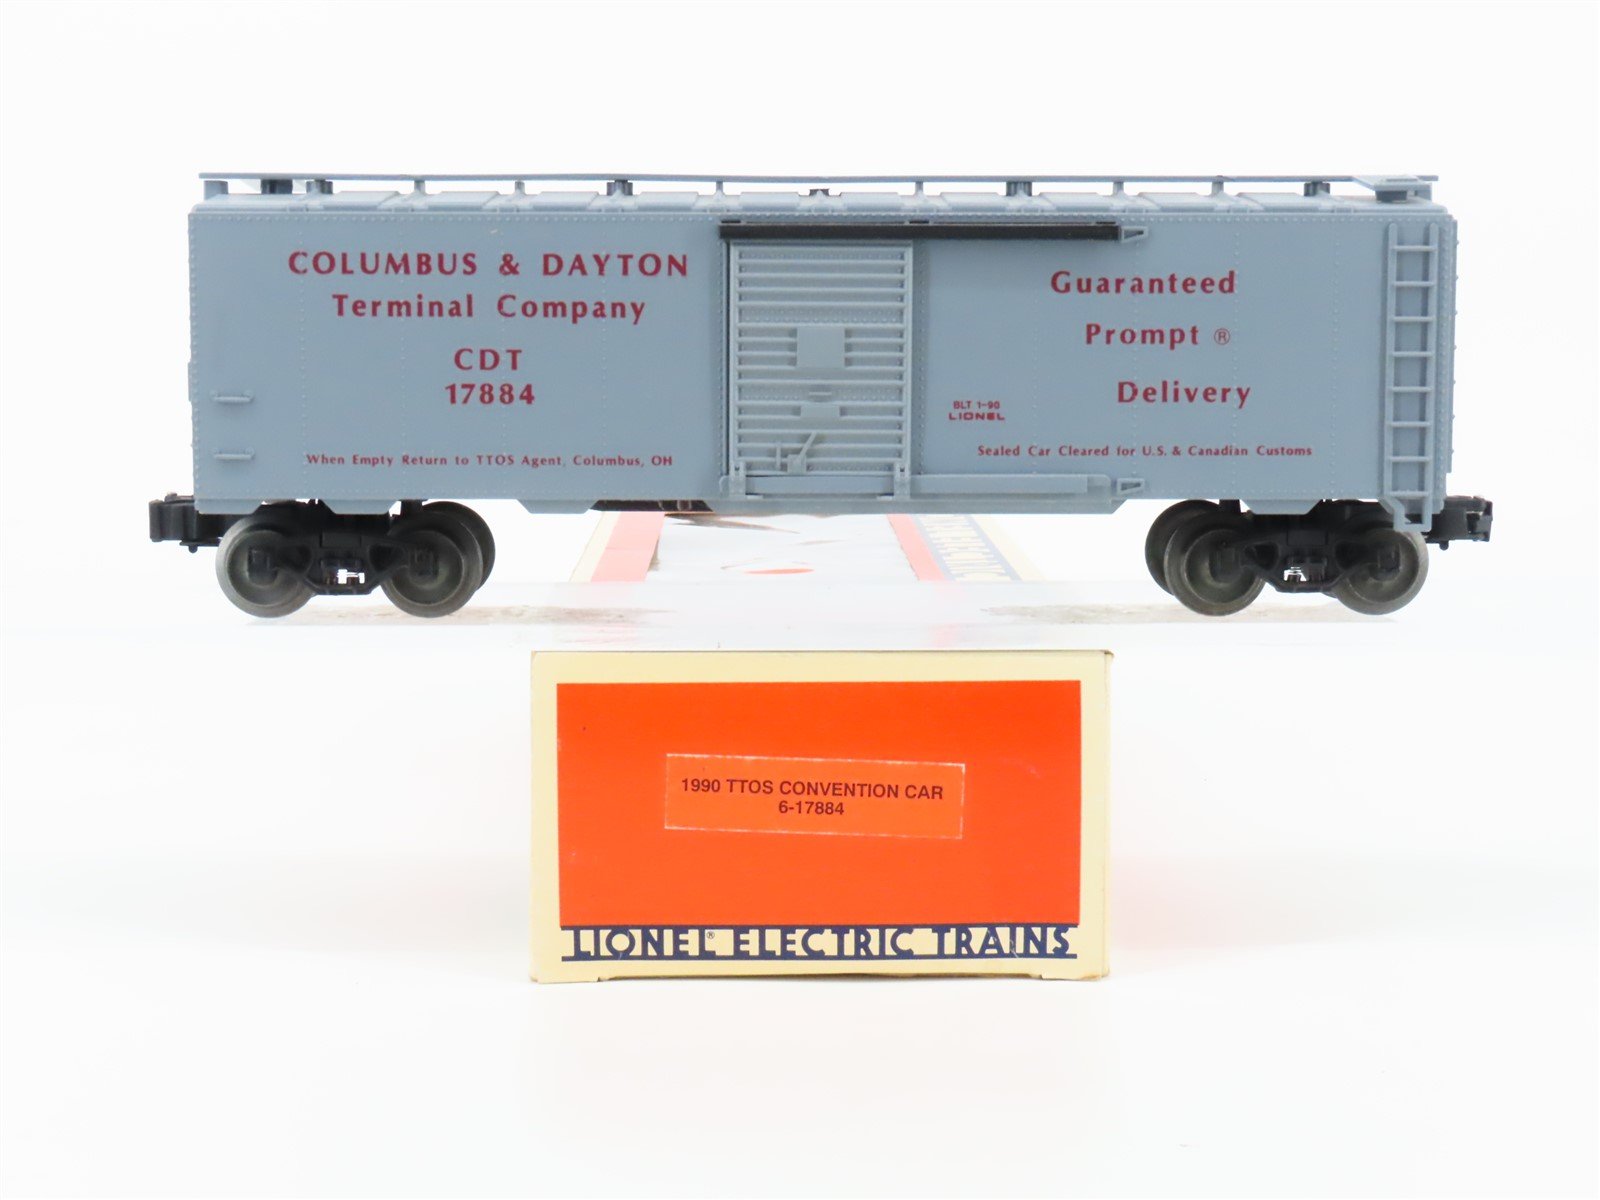 COLUMBUS & DAYTON
Terminal Company
CDT
17884
When Empty Return to TTOS Agent, Columbus, OH
Guaranteed
Prompt ®
Delivery
BLT 1-90
LIONEL
Sealed Car Cleared for U.S. & Canadian Customs
1990 TTOS CONVENTION CAR
6-17884
LIONEL® ELECTRIC TRAINS